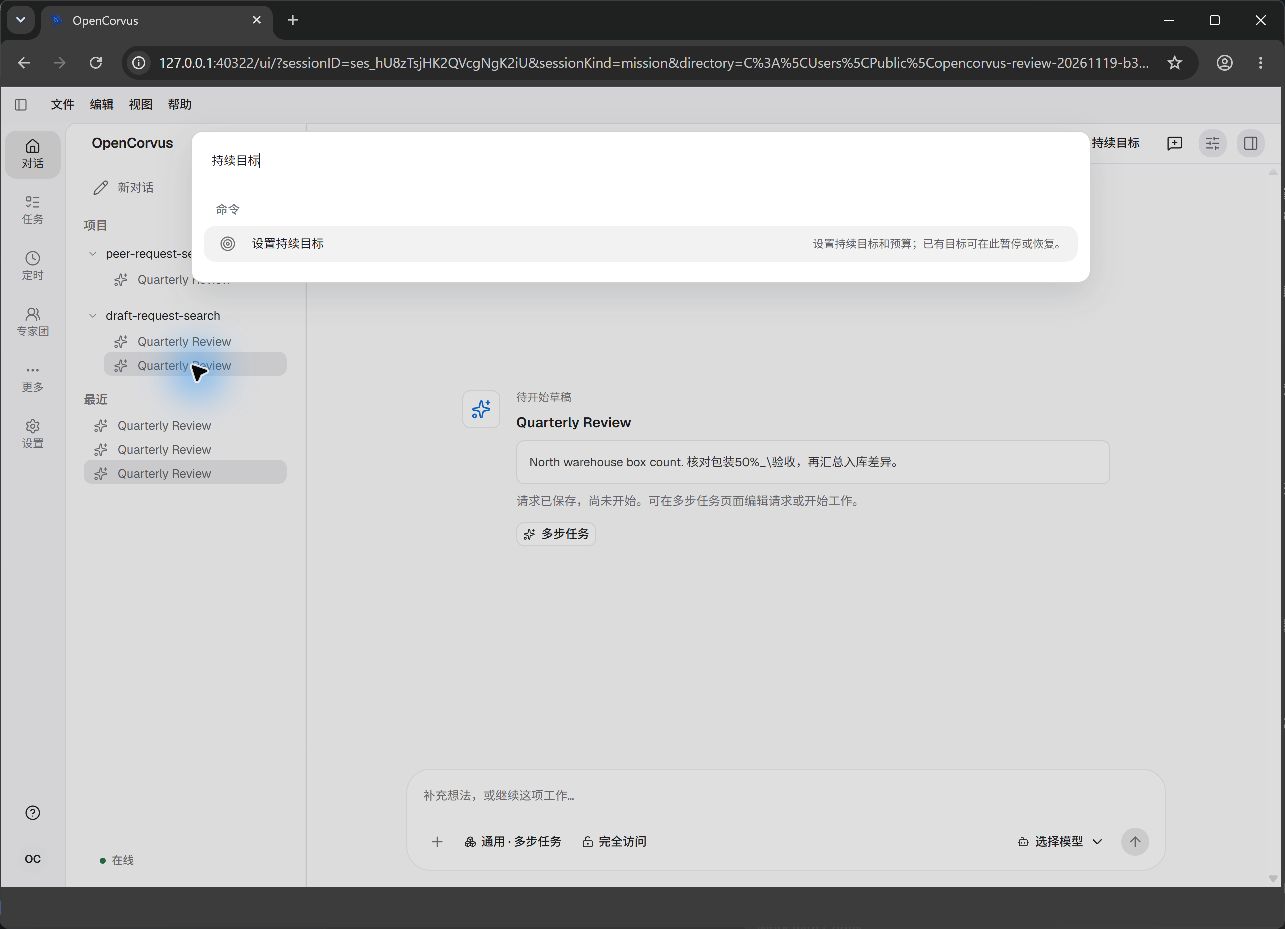 OpenCorvus
127.0.0.1:40322/ui/?sessionID=ses_hU8zTsjHK2QVcgNgK2iU&sessionKind=mission&directory=C%3A%5CUsers%5CPublic%5Copencorvus-review-20261119-b3...
文件 编辑 视图 帮助
对话
任务
定时
专家团
更多
设置
OC
OpenCorvus
新对话
项目
peer-request-se
Quarterly Review
draft-request-search
Quarterly Review
Quarterly Review
最近
Quarterly Review
Quarterly Review
Quarterly Review
在线
持续目标
持续目标
命令
设置持续目标 设置持续目标和预算；已有目标可在此暂停或恢复。
待开始草稿
Quarterly Review
North warehouse box count. 核对包装50%_\验收，再汇总入库差异。
请求已保存，尚未开始。可在多步任务页面编辑请求或开始工作。
多步任务
补充想法，或继续这项工作...
通用 · 多步任务 完全访问 选择模型